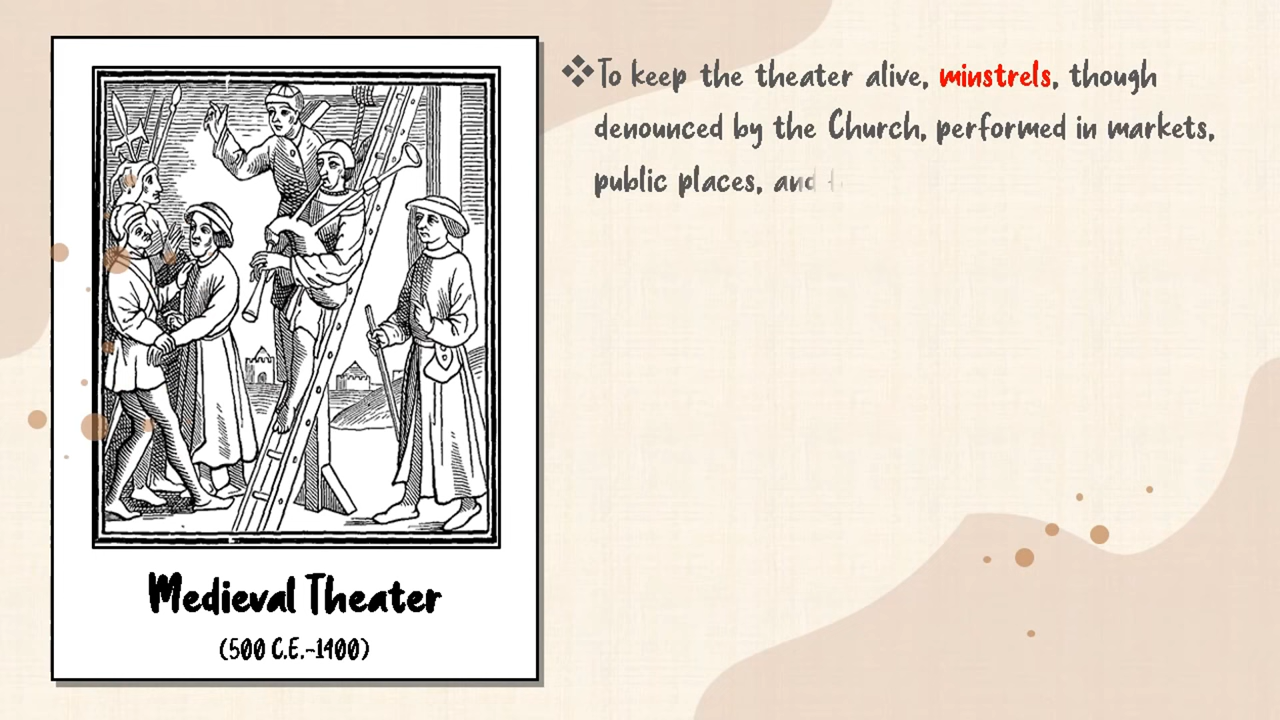 Medieval Theater
(500 C.E.-1400)
❖To keep the theater alive, minstrels, though
denounced by the Church, performed in markets,
public places, and